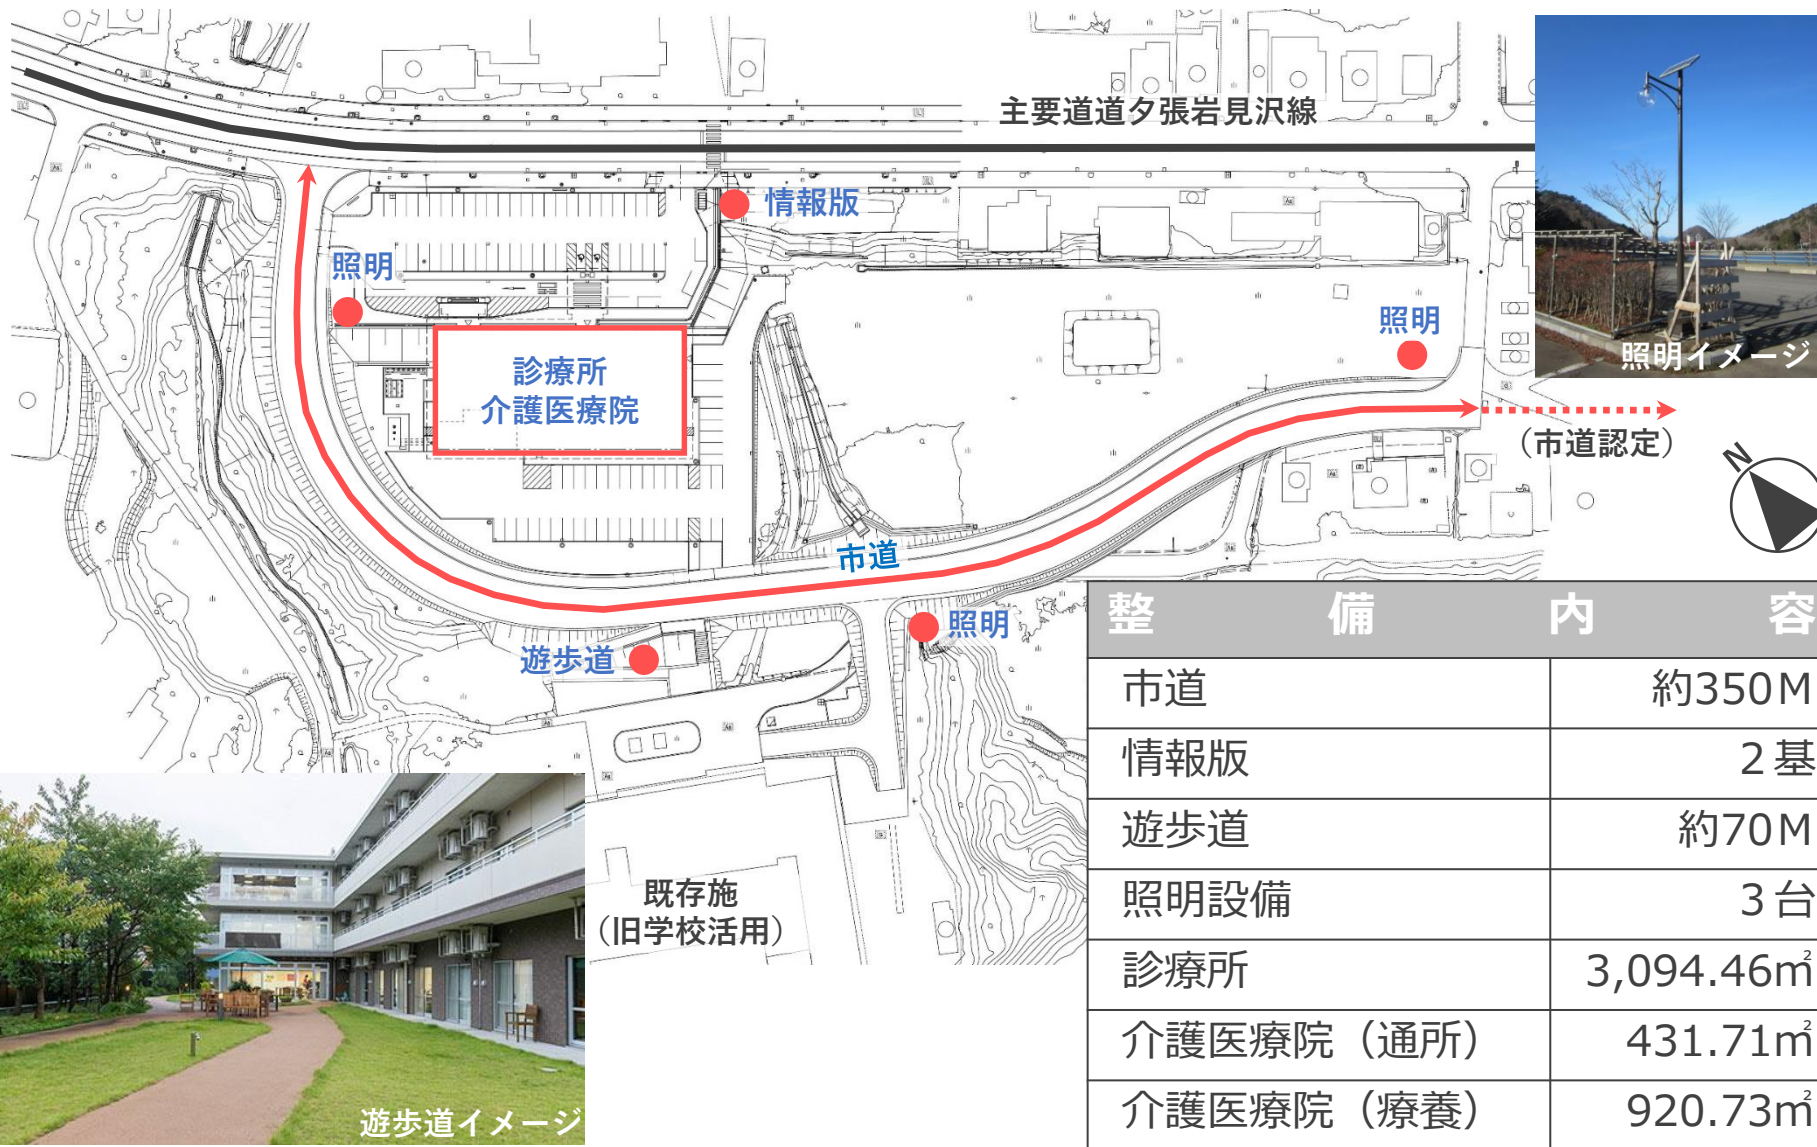 主要道道夕張岩見沢線
情報版
照明
照明
照明イメージ
診療所
介護医療院
（市道認定）
N
市道
照明
遊歩道
整備内容
市道 約350M
情報版 2基
遊歩道 約70M
照明設備 3台
診療所 3,094.46㎡
介護医療院（通所） 431.71㎡
介護医療院（療養） 920.73㎡
既存施
（旧学校活用）
遊歩道イメージ